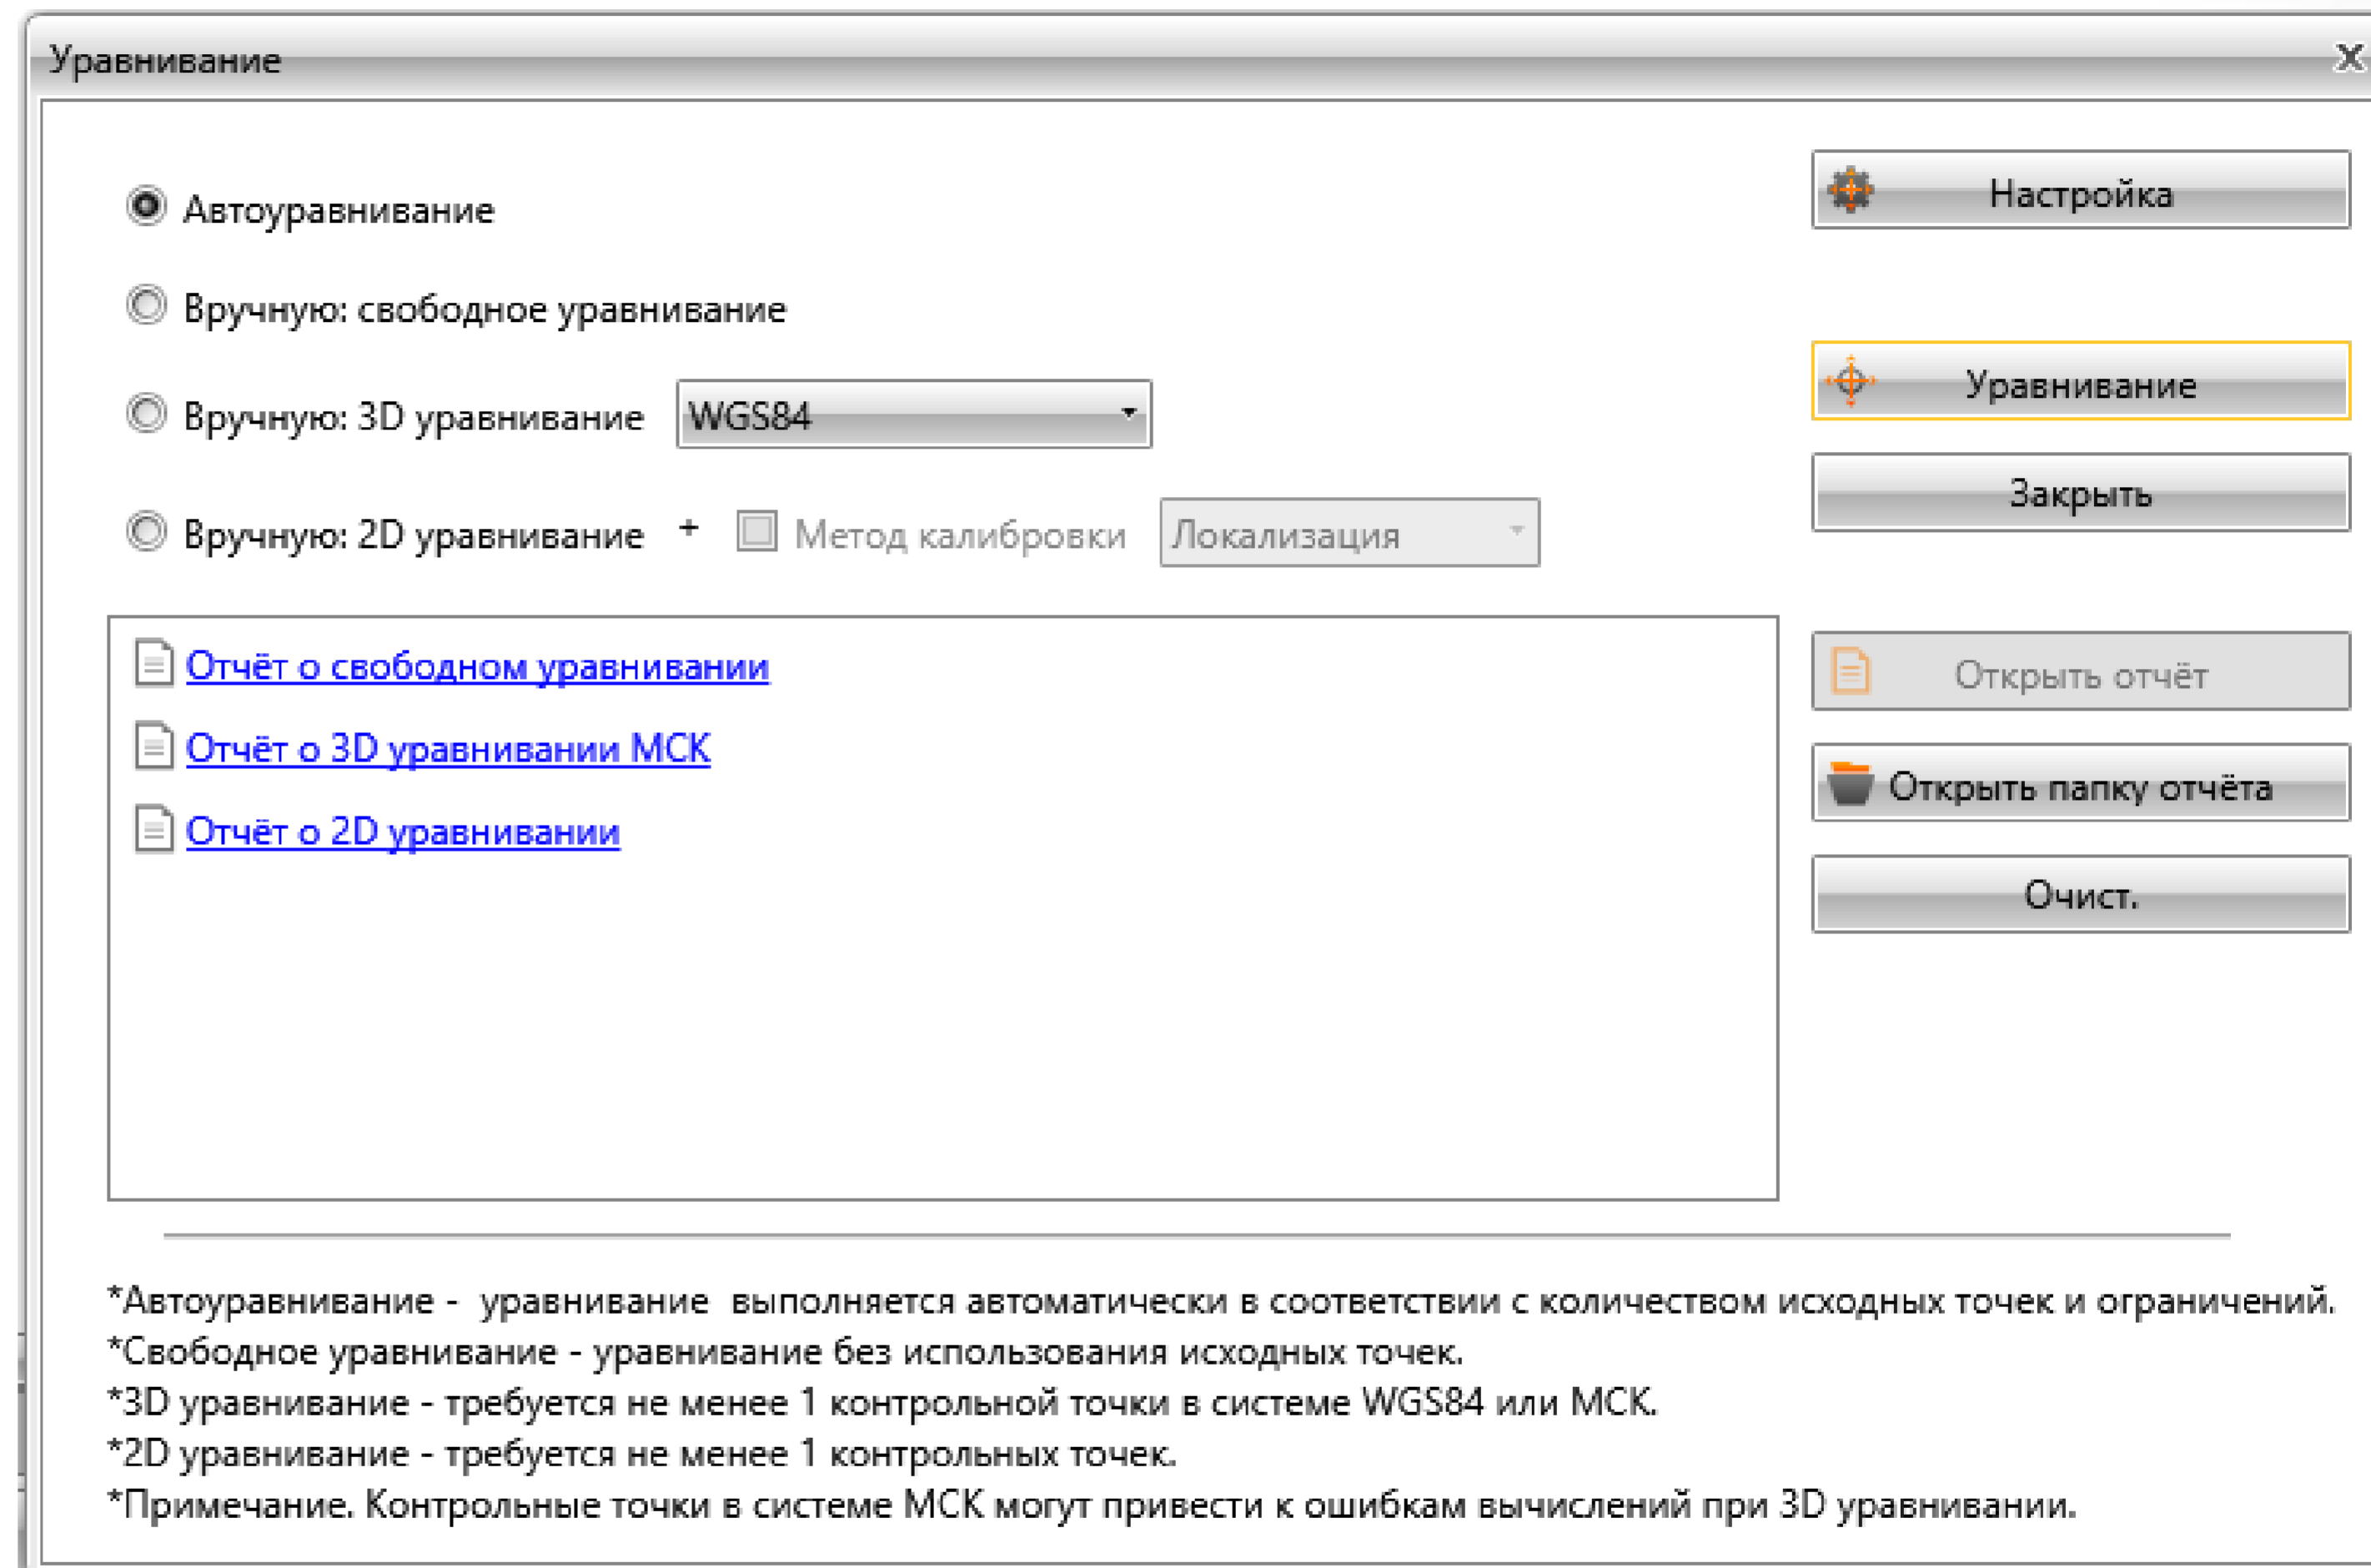 Уравнивание
Автоуравнивание
Настройка
Вручную: свободное уравнивание
Вручную: 3D уравнивание WGS84
Уравнивание
Закрыть
Вручную: 2D уравнивание + Метод калибровки Локализация
Отчёт о свободном уравнивании
Отчёт о 3D уравнивании МСК
Отчёт о 2D уравнивании
Открыть отчёт
Открыть папку отчёта
Очист.
*Автоуравнивание - уравнивание выполняется автоматически в соответствии с количеством исходных точек и ограничений.
*Свободное уравнивание - уравнивание без использования исходных точек.
*3D уравнивание - требуется не менее 1 контрольной точки в системе WGS84 или МСК.
*2D уравнивание - требуется не менее 1 контрольных точек.
*Примечание. Контрольные точки в системе МСК могут привести к ошибкам вычислений при 3D уравнивании.